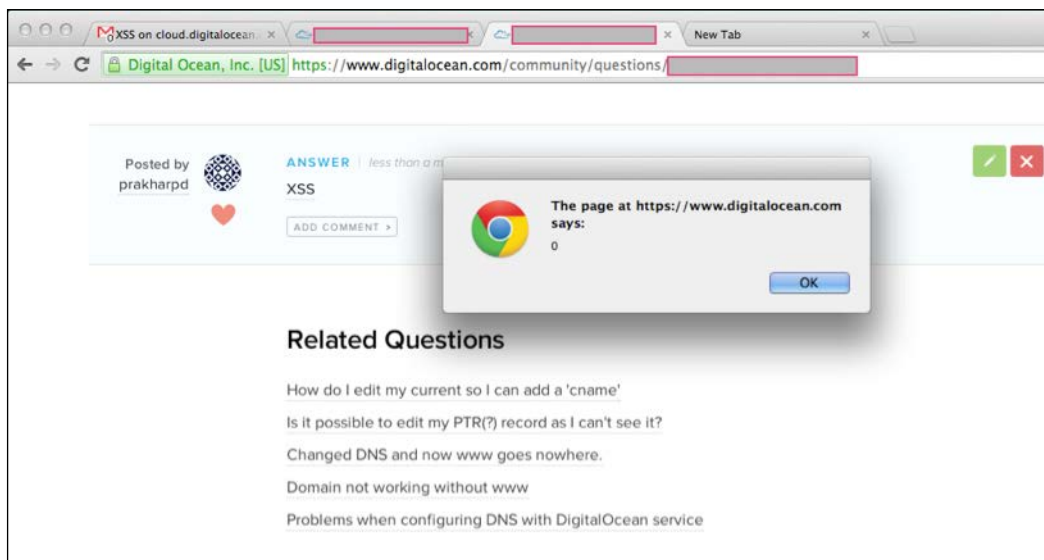 XSS on cloud.digitalocean.
New Tab
Digital Ocean, Inc. [US] https://www.digitalocean.com/community/questions/
Posted by
prakharpd
ANSWER | less than a m
XSS
ADD COMMENT >
The page at https://www.digitalocean.com
says:
0
OK
Related Questions
How do I edit my current so I can add a 'cname'
Is it possible to edit my PTR(?) record as I can't see it?
Changed DNS and now www goes nowhere.
Domain not working without www
Problems when configuring DNS with DigitalOcean service